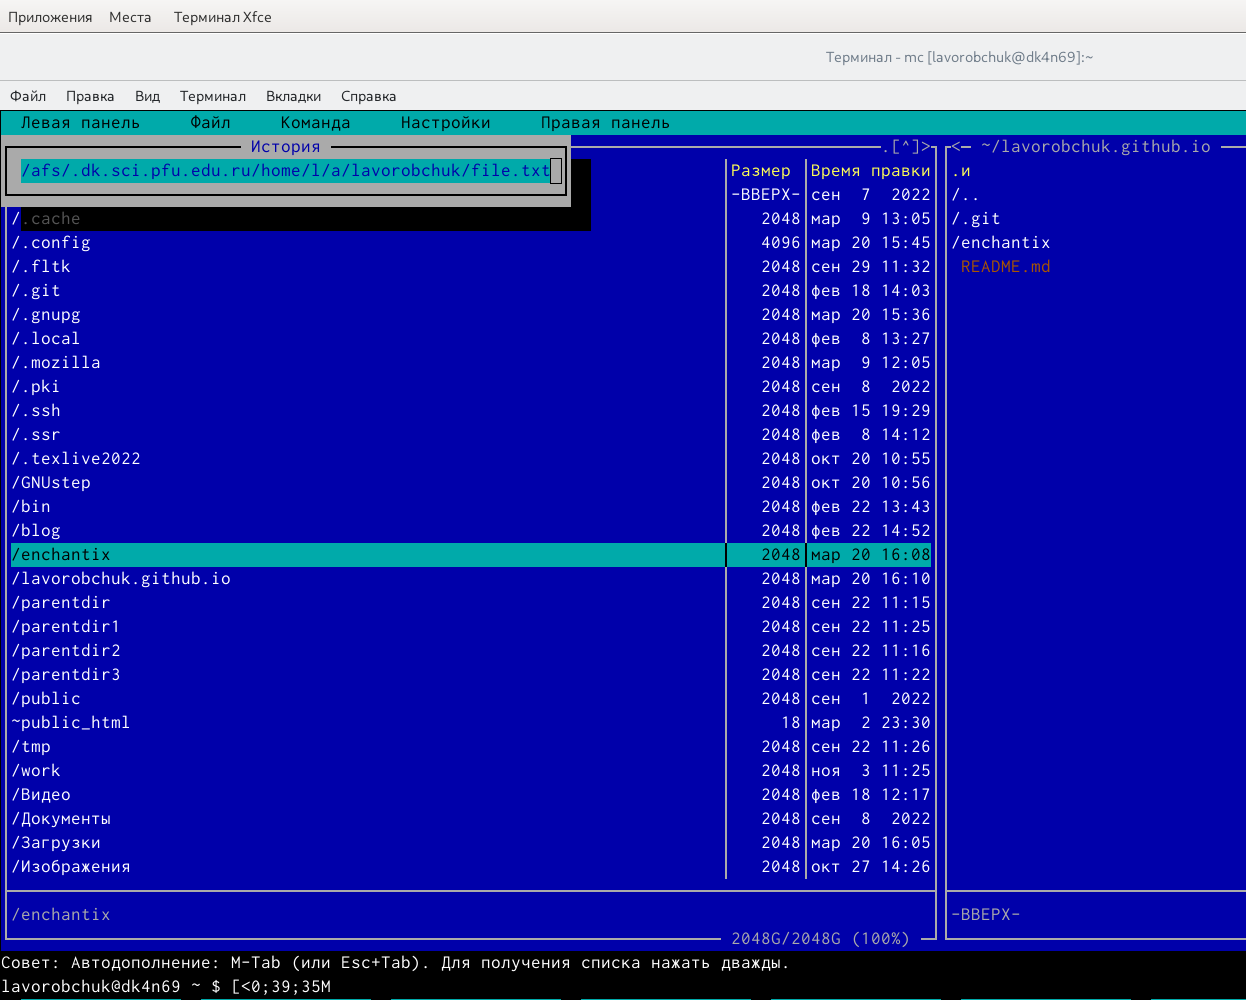 Приложения Места Терминал Xfce
Терминал - mc [lavorobchuk@dk4n69]:~
Файл Правка Вид Терминал Вкладки Справка
Левая панель Файл Команда Настройки Правая панель
История .[^]> <— ~/lavorobchuk.github.io
/afs/.dk.sci.pfu.edu.ru/home/l/a/lavorobchuk/file.txt Размер Время правки .и
-ВВЕРХ- сен 7 2022 /..
/.cache 2048 мар 9 13:05 /.git
/.config 4096 мар 20 15:45 /enchantix
/.fltk 2048 сен 29 11:32 README.md
/.git 2048 фев 18 14:03
/.gnupg 2048 мар 20 15:36
/.local 2048 фев 8 13:27
/.mozilla 2048 мар 9 12:05
/.pki 2048 сен 8 2022
/.ssh 2048 фев 15 19:29
/.ssr 2048 фев 8 14:12
/.texlive2022 2048 окт 20 10:55
/GNUstep 2048 окт 20 10:56
/bin 2048 фев 22 13:43
/blog 2048 фев 22 14:52
/enchantix 2048 мар 20 16:08
/lavorobchuk.github.io 2048 мар 20 16:10
/parentdir 2048 сен 22 11:15
/parentdir1 2048 сен 22 11:25
/parentdir2 2048 сен 22 11:16
/parentdir3 2048 сен 22 11:22
/public 2048 сен 1 2022
~public_html 18 мар 2 23:30
/tmp 2048 сен 22 11:26
/work 2048 ноя 3 11:25
/Видео 2048 фев 18 12:17
/Документы 2048 сен 8 2022
/Загрузки 2048 мар 20 16:05
/Изображения 2048 окт 27 14:26
/enchantix -ВВЕРХ-
2048G/2048G (100%)
Совет: Автодополнение: M-Tab (или Esc+Tab). Для получения списка нажать дважды.
lavorobchuk@dk4n69 ~ $ [<0;39;35M